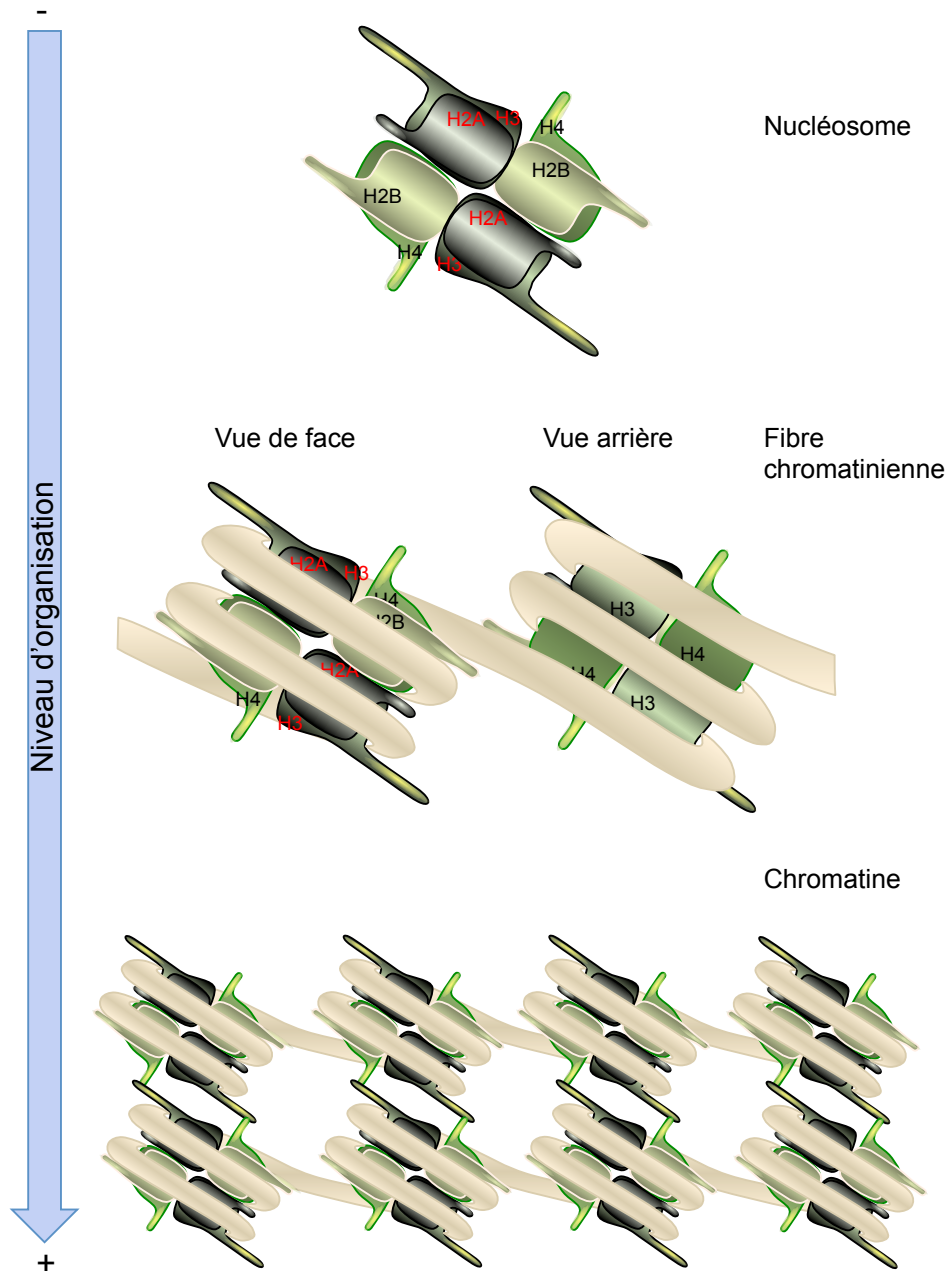 -
Nucléosome
H2A
H3
H4
H2B
H2B
H2A
H4
H3
Vue de face
Vue arrière
Fibre
chromatinienne
Niveau d'organisation
H2A
H3
H4
H2B
H2A
H4
H3
H3
H4
H4
H3
Chromatine
+